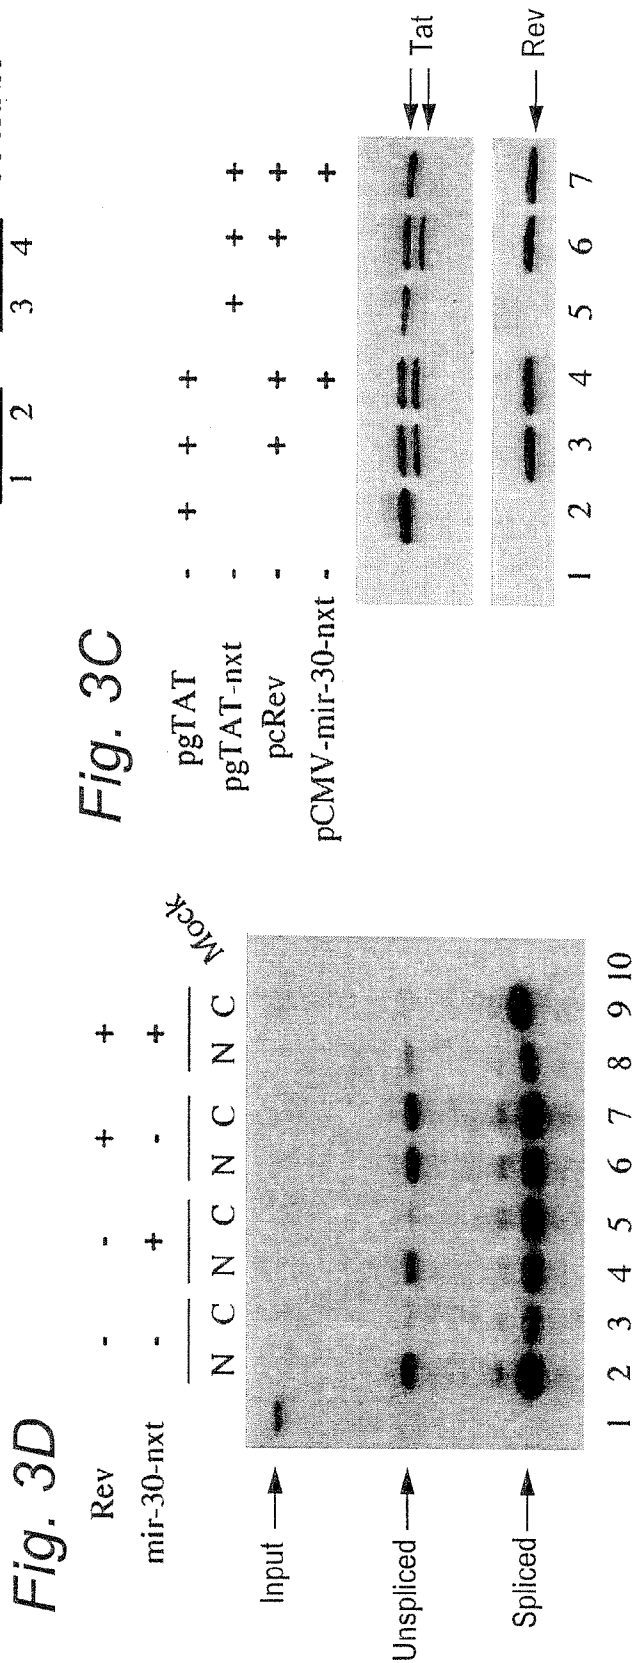 1 2 3 4
Fig. 3D
Rev - - + +
mir-30-nxt - + - +
N C N C N C N C Mock
Input
Unspliced
Spliced
1 2 3 4 5 6 7 8 9 10
Fig. 3C
pgTAT - + + +
pgTAT-nxt - + + +
pcRev - + + + +
pCMV-mir-30-nxt - + +
Tat
Rev
1 2 3 4 5 6 7